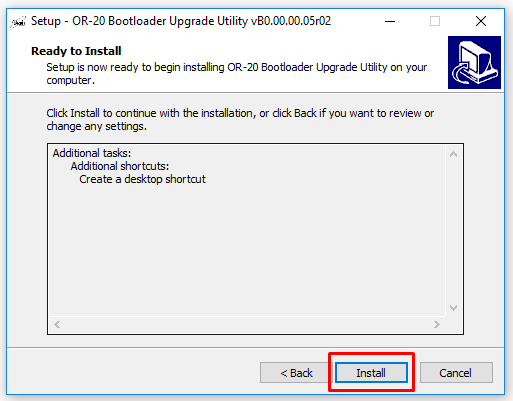 Setup - OR-20 Bootloader Upgrade Utility vB0.00.00.05r02
Ready to Install
Setup is now ready to begin installing OR-20 Bootloader Upgrade Utility on your
computer.
Click Install to continue with the installation, or click Back if you want to review or
change any settings.
Additional tasks:
Additional shortcuts:
Create a desktop shortcut
< Back
Install
Cancel